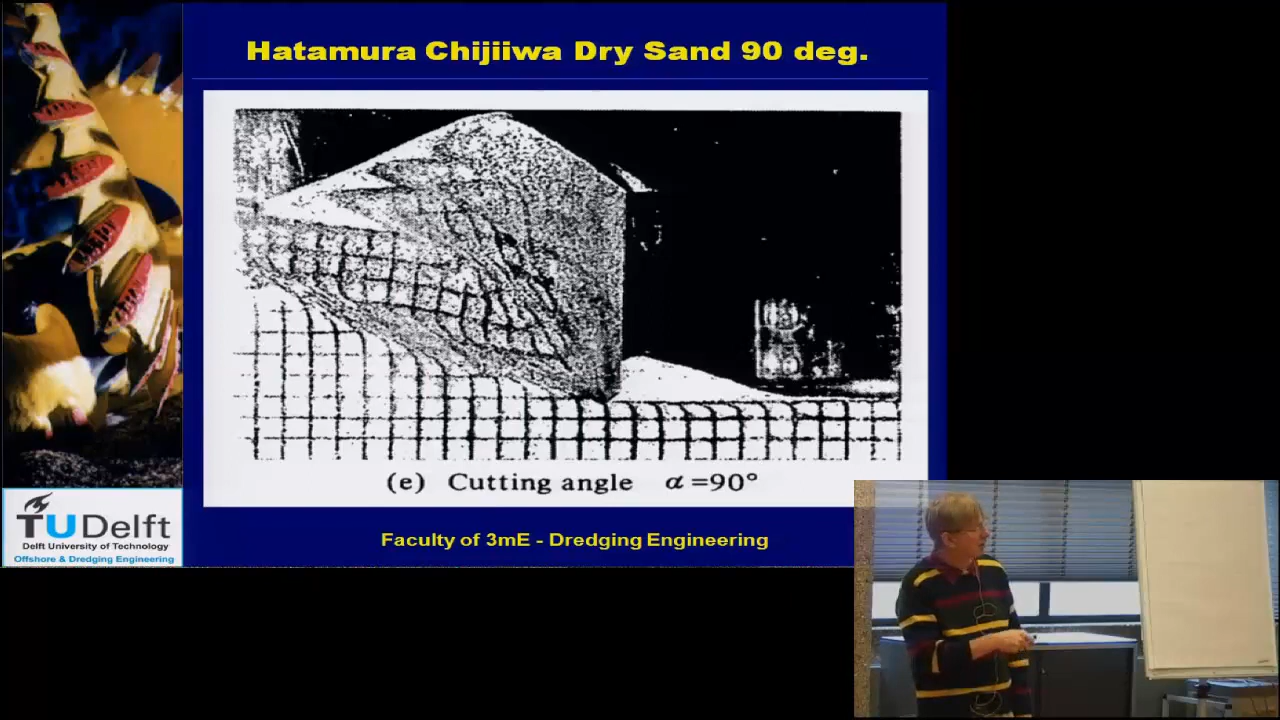 Hatamura Chijiiwa Dry Sand 90 deg.
(e) Cutting angle α=90°
TUDelft
Delft University of Technology
Offshore & Dredging Engineering
Faculty of 3mE - Dredging Engineering